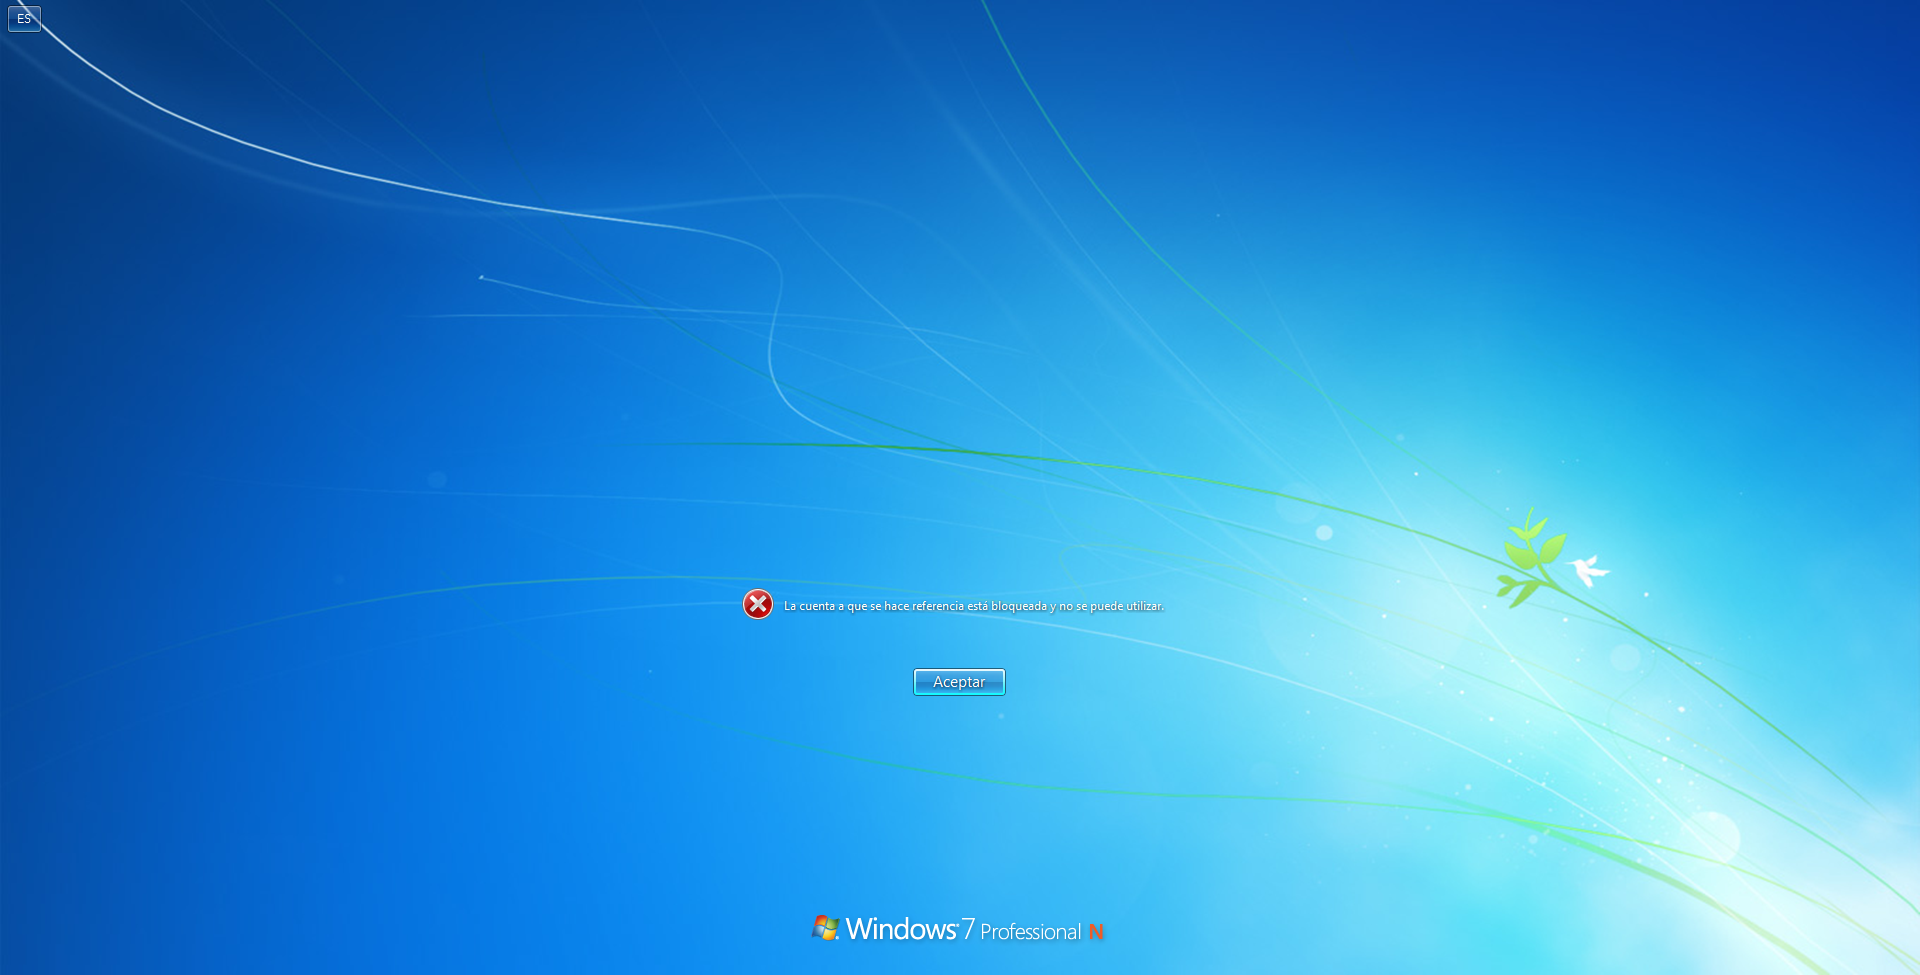 ES
La cuenta a que se hace referencia está bloqueada y no se puede utilizar.
Aceptar
Windows 7 Professional N